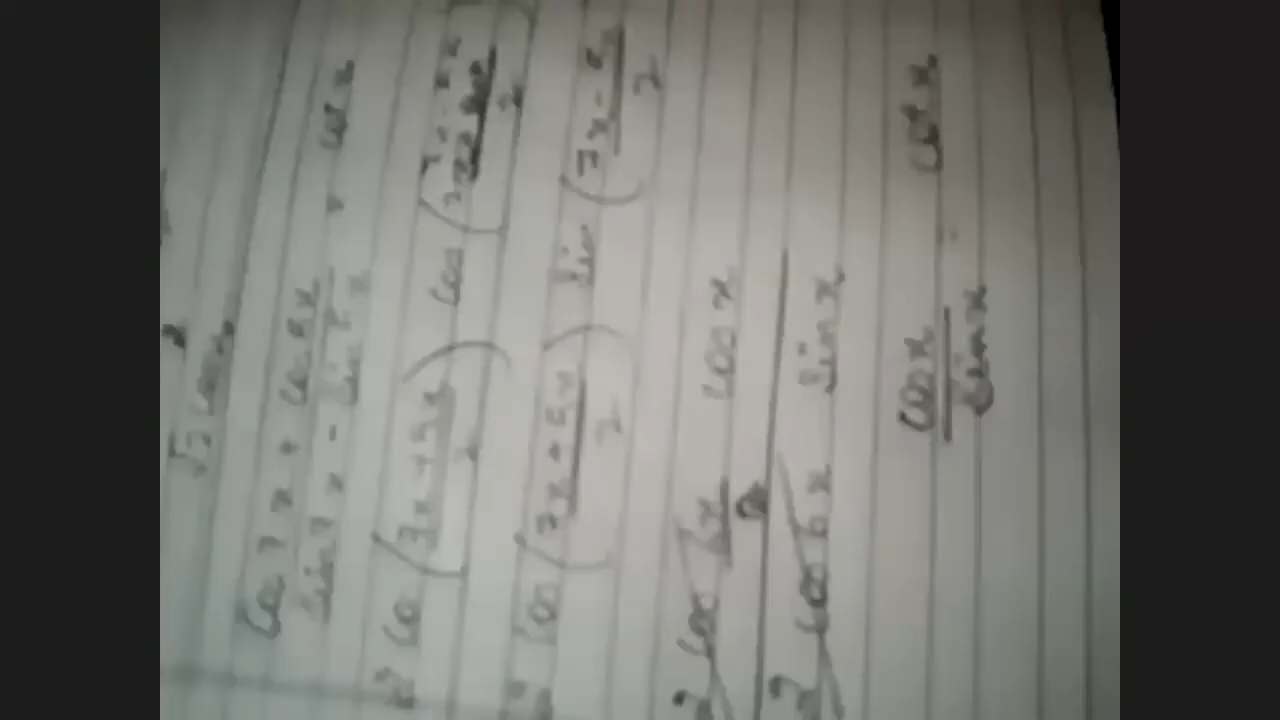 √2 cos x
cos 7x + cos 5x
sin 7x - sin 5x = cot x
2 cos (7x + 5x / 2) cos (7x - 5x / 2)
2 cos (7x + 5x / 2) sin (7x - 5x / 2)
2 cos 6x cos x
2 cos 6x sin x
cos x
sin x = cot x